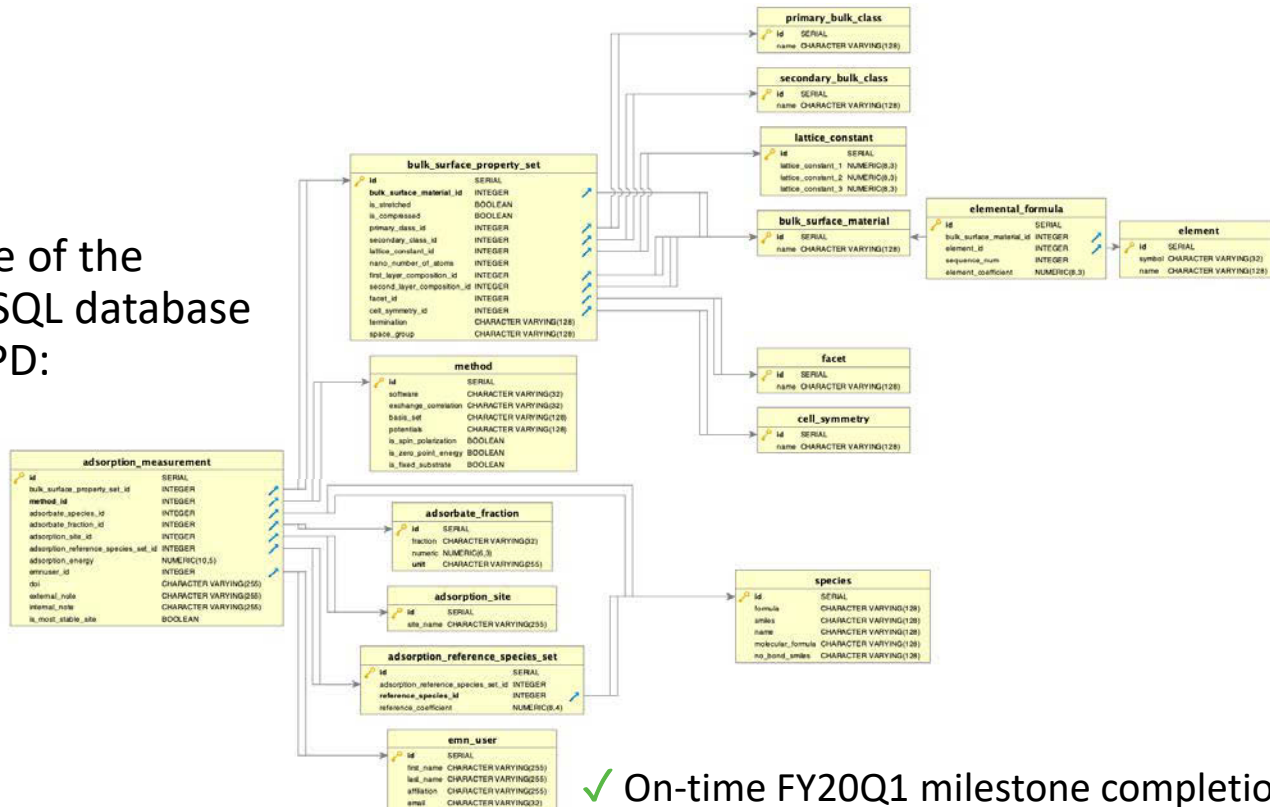 e of the
SQL database
PD:
primary_bulk_class
id SERIAL
name CHARACTER VARYING(128)
secondary_bulk_class
id SERIAL
name CHARACTER VARYING(128)
lattice_constant
id SERIAL
lattice_constant_1 NUMERIC(8,3)
lattice_constant_2 NUMERIC(8,3)
lattice_constant_3 NUMERIC(8,3)
bulk_surface_property_set
id SERIAL
bulk_surface_material_id INTEGER
is_stretched BOOLEAN
is_compressed BOOLEAN
primary_class_id INTEGER
secondary_class_id INTEGER
lattice_constant_id INTEGER
nano_number_of_atoms INTEGER
first_layer_composition_id INTEGER
second_layer_composition_id INTEGER
facet_id INTEGER
cell_symmetry_id INTEGER
termination CHARACTER VARYING(128)
space_group CHARACTER VARYING(128)
bulk_surface_material
id SERIAL
name CHARACTER VARYING(128)
elemental_formula
id SERIAL
bulk_surface_material_id INTEGER
element_id INTEGER
sequence_num INTEGER
element_coefficient NUMERIC(8,3)
element
id SERIAL
symbol CHARACTER VARYING(32)
name CHARACTER VARYING(128)
facet
id SERIAL
name CHARACTER VARYING(128)
cell_symmetry
id SERIAL
name CHARACTER VARYING(128)
method
id SERIAL
software CHARACTER VARYING(32)
exchange_correlation CHARACTER VARYING(32)
basis_set CHARACTER VARYING(128)
potentials CHARACTER VARYING(128)
is_spin_polarization BOOLEAN
is_zero_point_energy BOOLEAN
is_fixed_substrate BOOLEAN
adsorption_measurement
id SERIAL
bulk_surface_property_set_id INTEGER
method_id INTEGER
adsorbate_species_id INTEGER
adsorbate_fraction_id INTEGER
adsorption_site_id INTEGER
adsorption_reference_species_set_id INTEGER
adsorption_energy NUMERIC(10,5)
emnuser_id INTEGER
doi CHARACTER VARYING(255)
external_note CHARACTER VARYING(255)
internal_note CHARACTER VARYING(255)
is_most_stable_site BOOLEAN
adsorbate_fraction
id SERIAL
fraction CHARACTER VARYING(32)
numeric NUMERIC(6,3)
unit CHARACTER VARYING(255)
adsorption_site
id SERIAL
site_name CHARACTER VARYING(255)
adsorption_reference_species_set
id SERIAL
adsorption_reference_species_set_id INTEGER
reference_species_id INTEGER
reference_coefficient NUMERIC(8,4)
species
id SERIAL
formula CHARACTER VARYING(128)
smiles CHARACTER VARYING(128)
name CHARACTER VARYING(128)
molecular_formula CHARACTER VARYING(128)
no_bond_smiles CHARACTER VARYING(128)
emn_user
id SERIAL
first_name CHARACTER VARYING(255)
last_name CHARACTER VARYING(255)
affiliation CHARACTER VARYING(255)
email CHARACTER VARYING(32)
✓ On-time FY20Q1 milestone completio